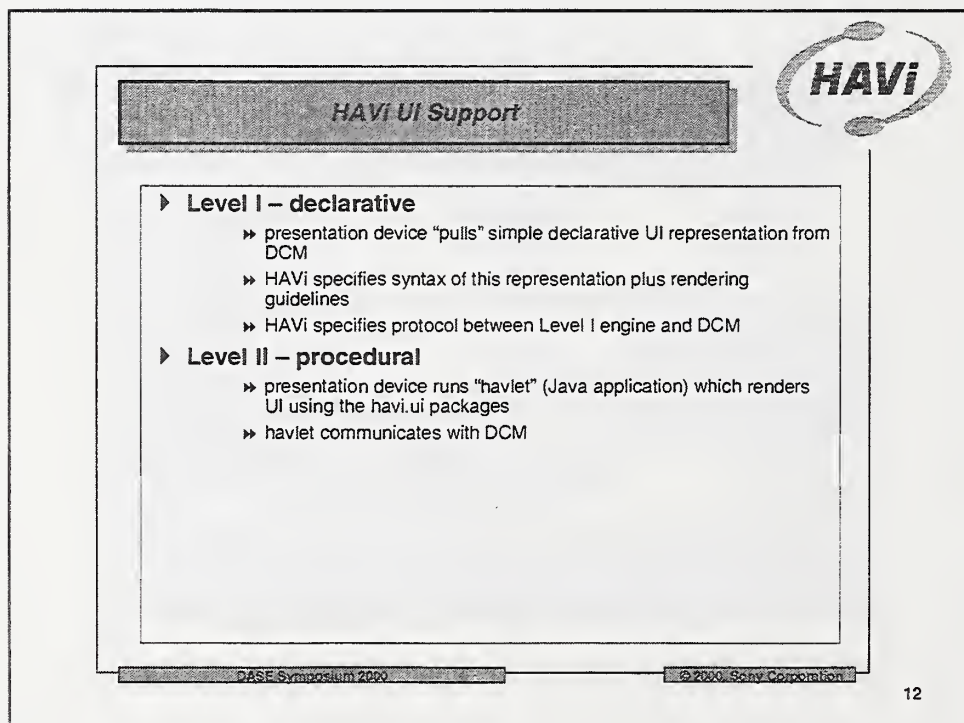 HAVi
HAVi UI Support
Level I – declarative
presentation device “pulls” simple declarative UI representation from
DCM
HAVi specifies syntax of this representation plus rendering
guidelines
HAVi specifies protocol between Level I engine and DCM
Level II – procedural
presentation device runs “havlet” (Java application) which renders
UI using the havi.ui packages
havlet communicates with DCM
DASE Symposium 2000
© 2000, Sony Corporation
12